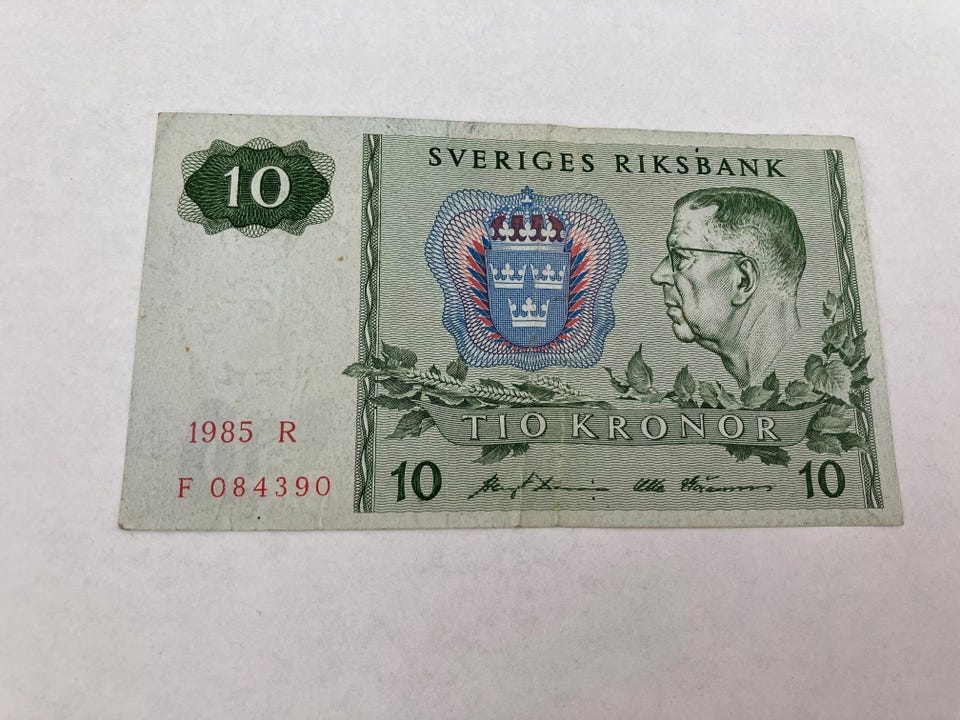 10
SVERIGES RIKSBANK
TIO KRONOR
1985 R
F 084390
10
10